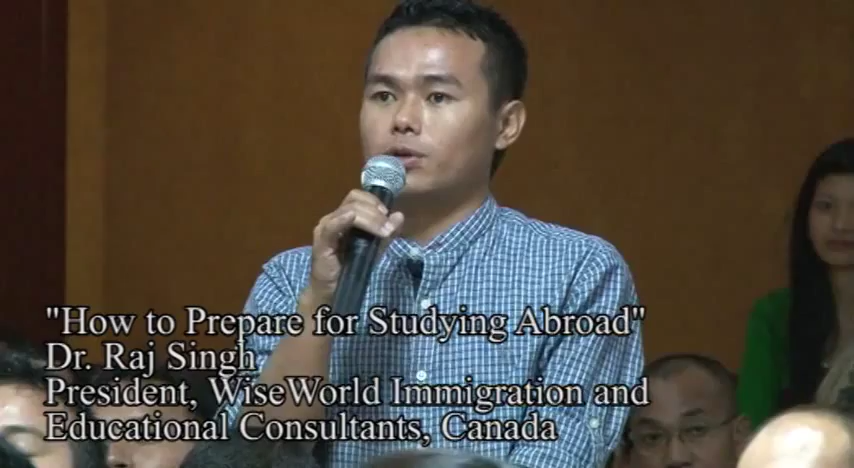 "How to Prepare for Studying Abroad"
Dr. Raj Singh
President, WiseWorld Immigration and
Educational Consultants, Canada